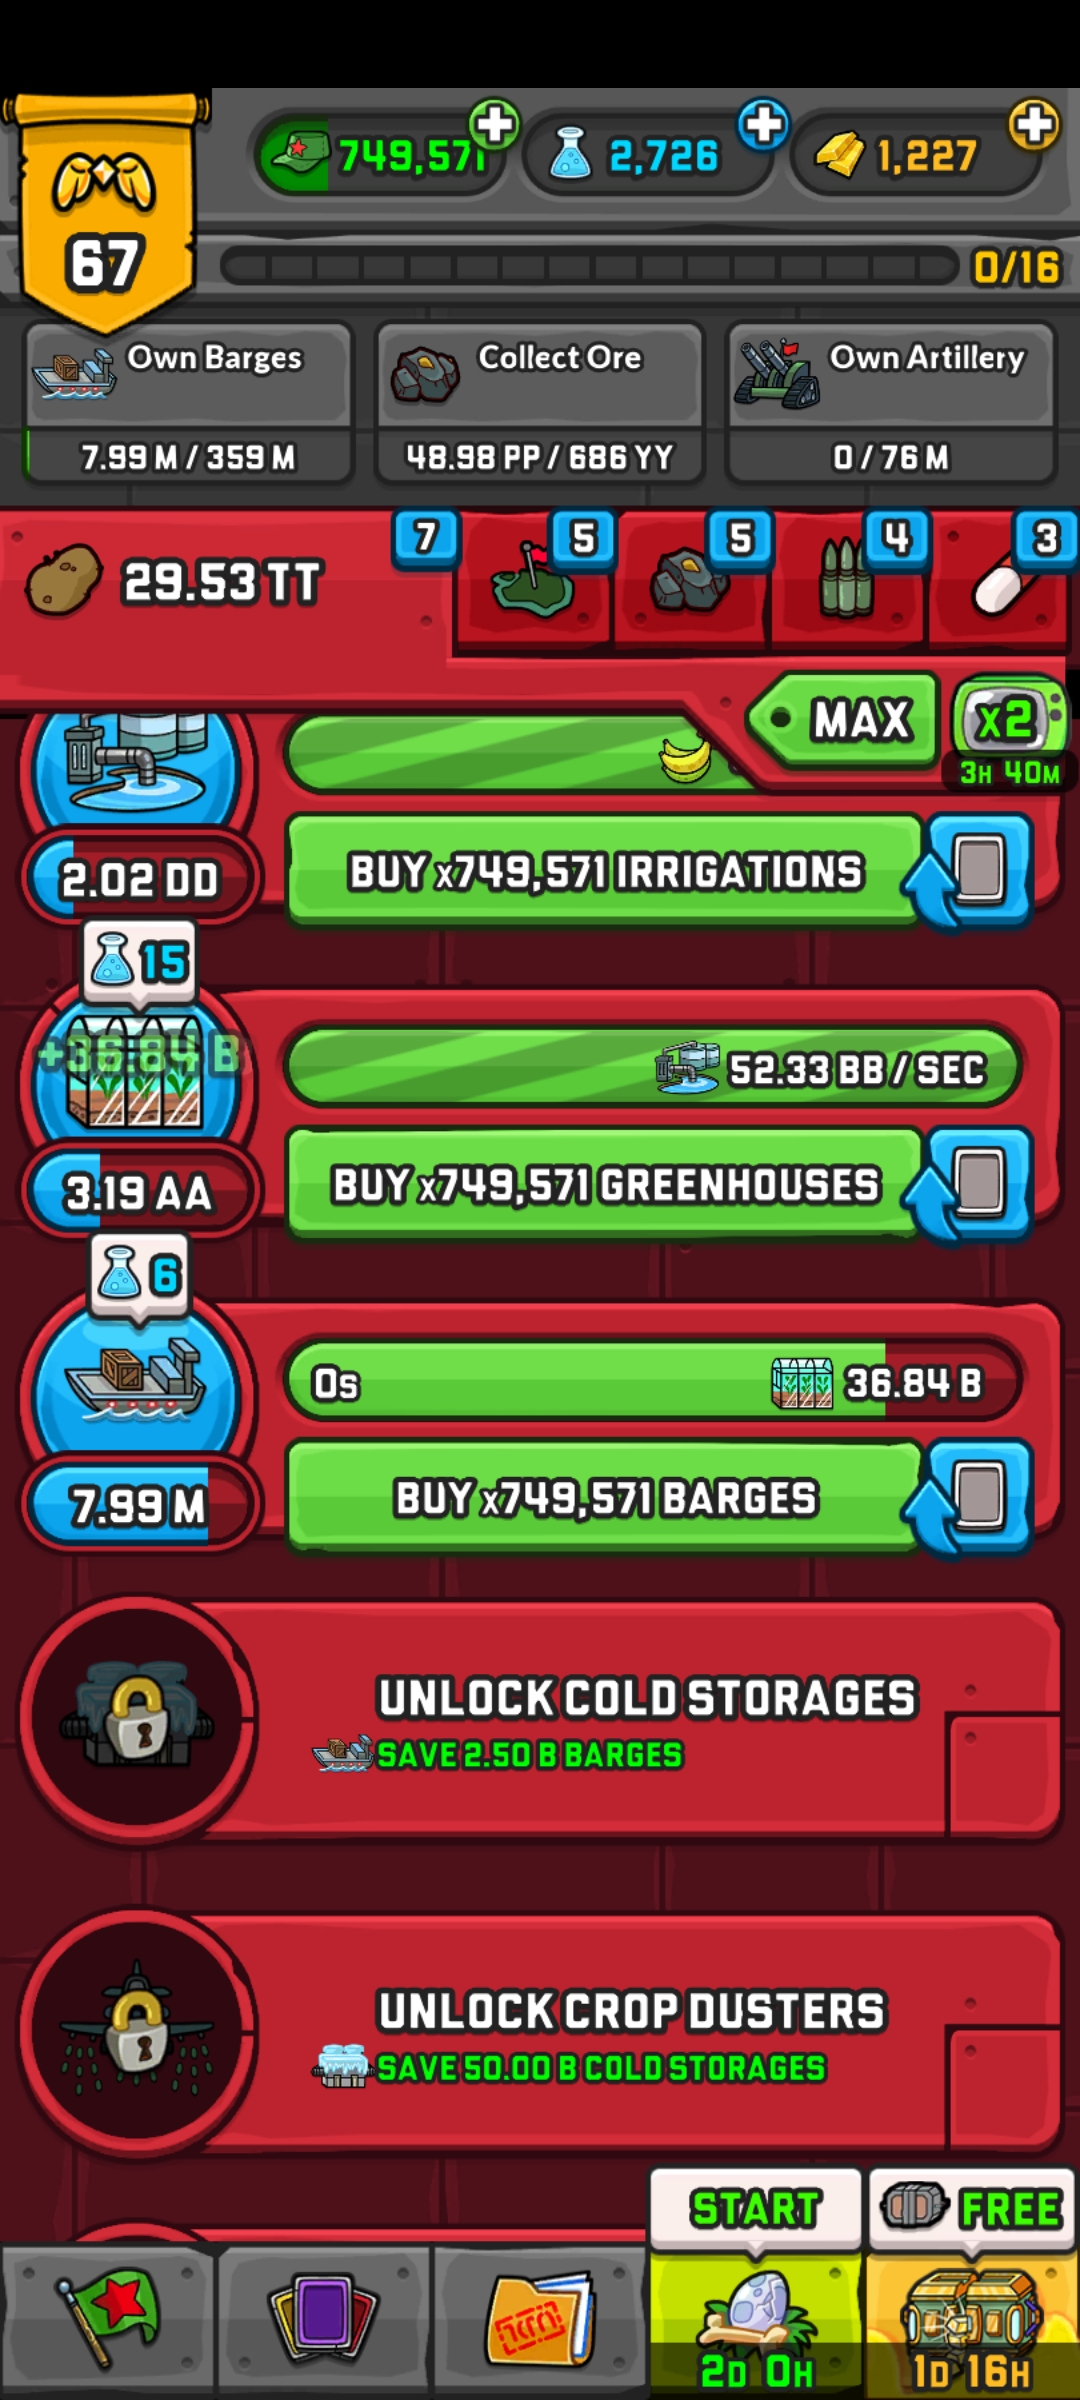 67
749,571
2,726
1,227
0/16
Own Barges
7.99 M / 359 M
Collect Ore
48.98 PP / 686 YY
Own Artillery
0 / 76 M
29.53 TT
7
5
5
4
3
MAX
x2
3H 40M
2.02 DD
BUY x749,571 IRRIGATIONS
15
+36.84 B
52.33 BB / SEC
3.19 AA
BUY x749,571 GREENHOUSES
6
0s
36.84 B
7.99 M
BUY x749,571 BARGES
UNLOCK COLD STORAGES
SAVE 2.50 B BARGES
UNLOCK CROP DUSTERS
SAVE 50.00 B COLD STORAGES
START
FREE
2D 0H
1D 16H